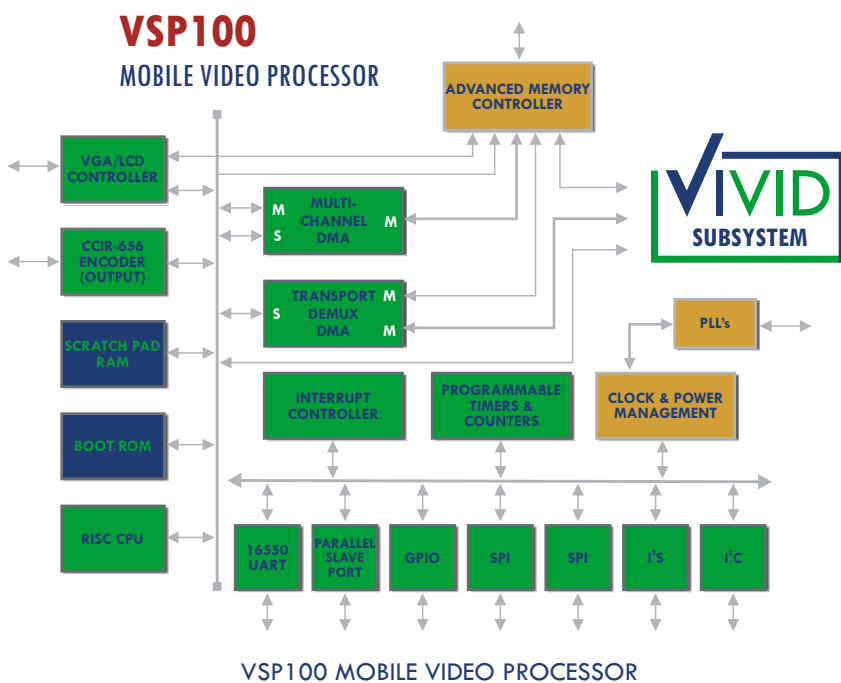 VSP100
MOBILE VIDEO PROCESSOR
ADVANCED MEMORY
CONTROLLER
VGA/LCD
CONTROLLER
CCIR-656
ENCODER
(OUTPUT)
SCRATCH PAD
RAM
BOOT ROM
RISC CPU
M
S
MULTI-
CHANNEL
DMA
M
S
TRANSPORT
DEMUX
DMA
M
M
VIVID
SUBSYSTEM
PLL's
INTERRUPT
CONTROLLER
PROGRAMMABLE
TIMERS &
COUNTERS
CLOCK & POWER
MANAGEMENT
16550
UART
PARALLEL
SLAVE
PORT
GPIO
SPI
SPI
I²S
I²C
VSP100 MOBILE VIDEO PROCESSOR